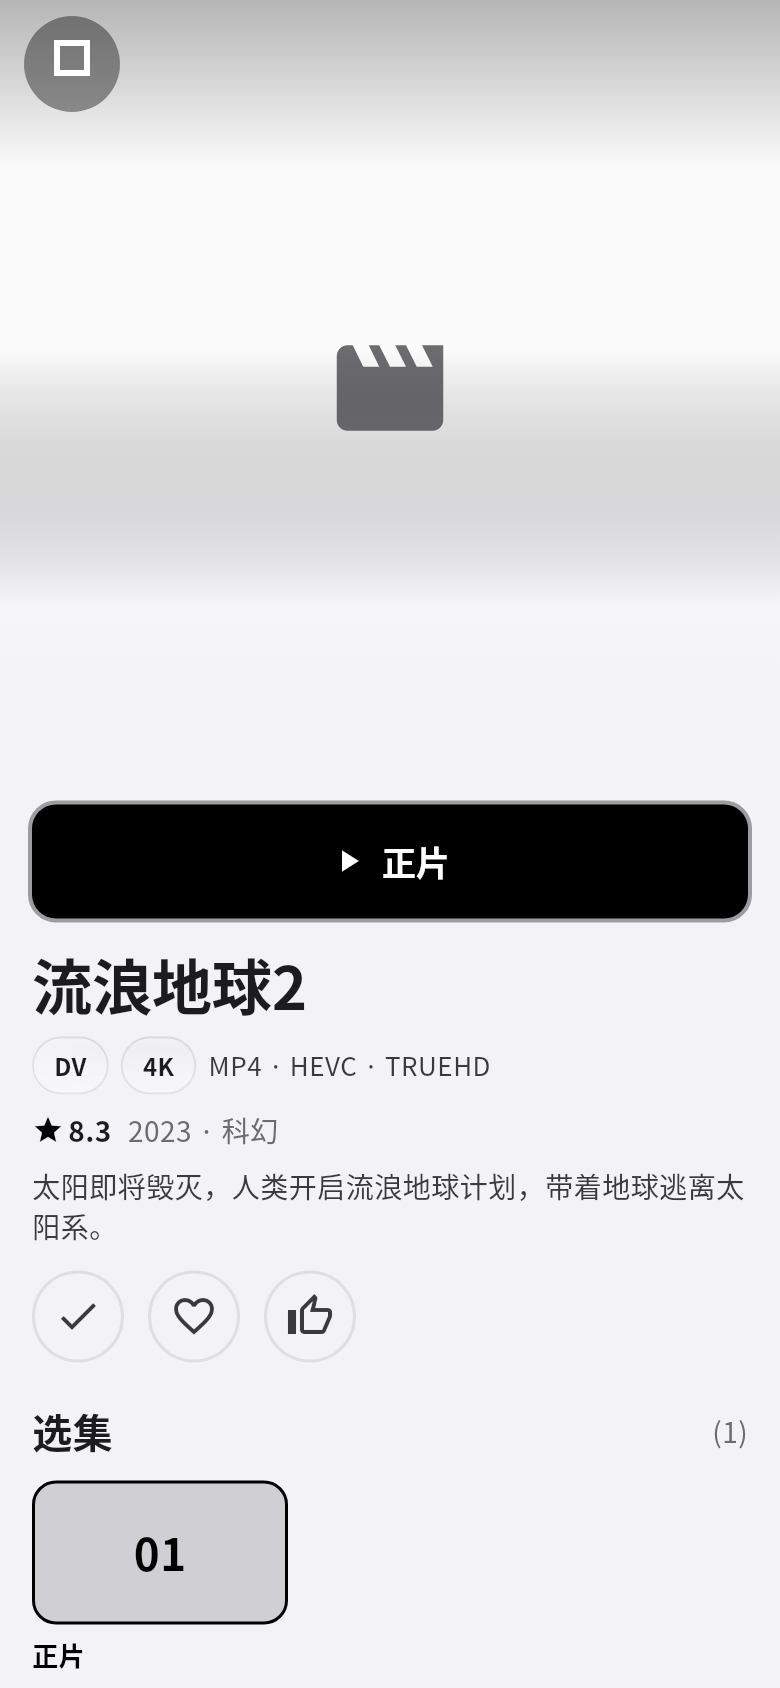 正片
流浪地球2
DV 4K MP4 · HEVC · TRUEHD
8.3 2023 · 科幻
太阳即将毁灭，人类开启流浪地球计划，带着地球逃离太
阳系。
选集 (1)
01
正片